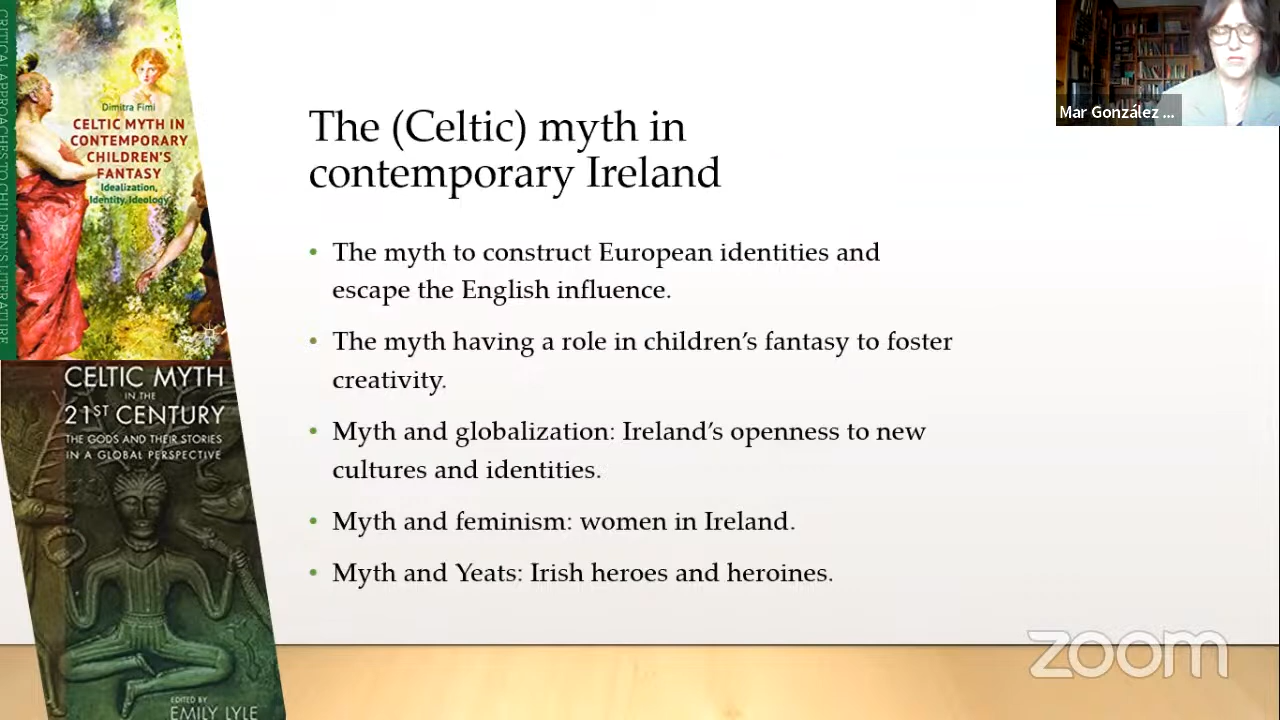 CRITICAL APPROACHES TO CHILDREN'S LITERATURE
Dimitra Fimi
CELTIC MYTH IN
CONTEMPORARY
CHILDREN'S
FANTASY
Idealization,
Identity, Ideology
CELTIC MYTH
IN THE
21ST CENTURY
THE GODS AND THEIR STORIES
IN A GLOBAL PERSPECTIVE
EDITED BY
EMILY LYLE
The (Celtic) myth in
contemporary Ireland
• The myth to construct European identities and
escape the English influence.
• The myth having a role in children’s fantasy to foster
creativity.
• Myth and globalization: Ireland’s openness to new
cultures and identities.
• Myth and feminism: women in Ireland.
• Myth and Yeats: Irish heroes and heroines.
Mar González ...
zoom